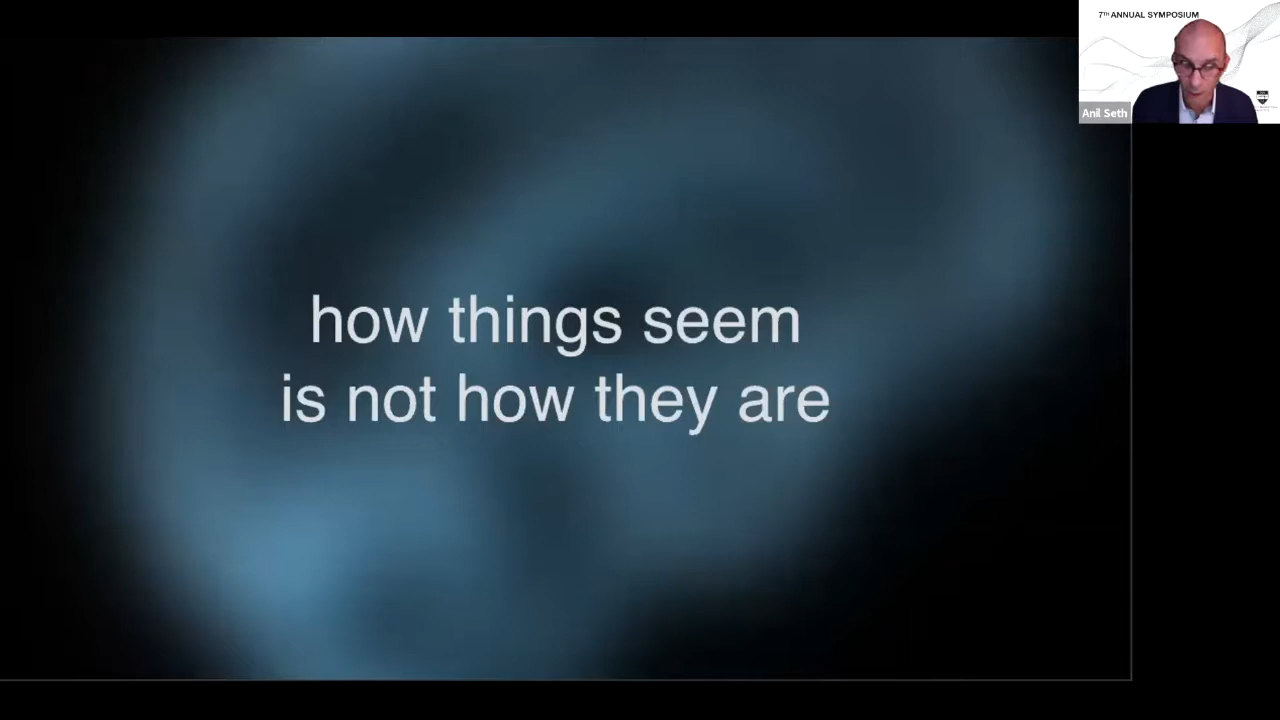 7TH ANNUAL SYMPOSIUM
Anil Seth
how things seem
is not how they are